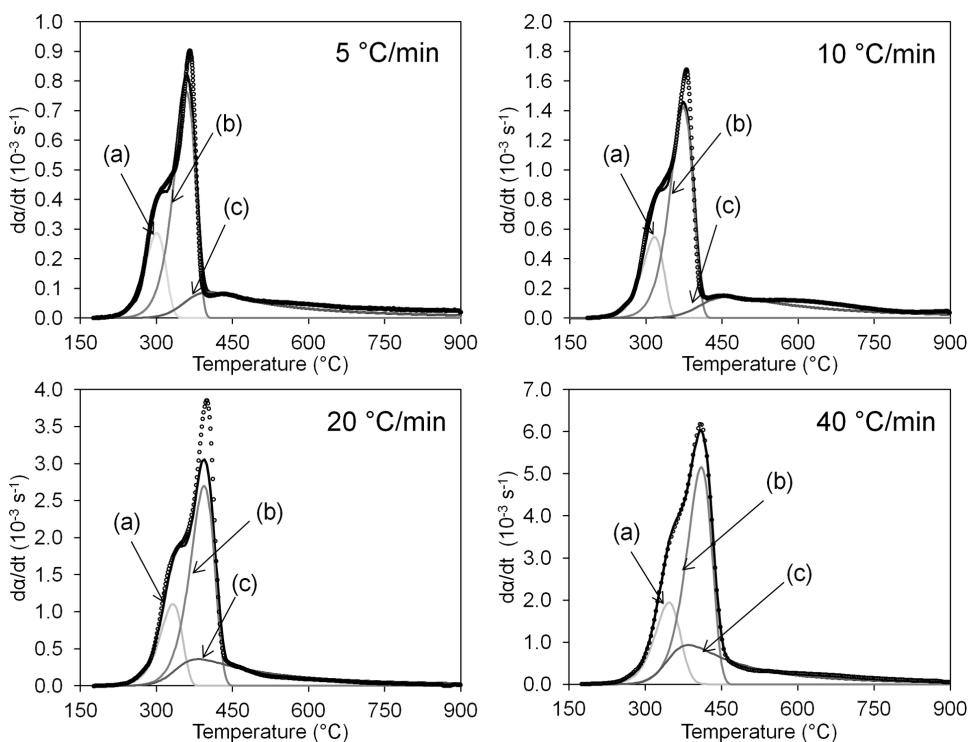 5 °C/min
dα/dt (10⁻³ s⁻¹)
1.0
0.9
0.8
0.7
0.6
0.5
0.4
0.3
0.2
0.1
0.0
(a)
(b)
(c)
150 300 450 600 750 900
Temperature (°C)
10 °C/min
dα/dt (10⁻³ s⁻¹)
2.0
1.8
1.6
1.4
1.2
1.0
0.8
0.6
0.4
0.2
0.0
(a)
(b)
(c)
150 300 450 600 750 900
Temperature (°C)
20 °C/min
dα/dt (10⁻³ s⁻¹)
4.0
3.5
3.0
2.5
2.0
1.5
1.0
0.5
0.0
(a)
(b)
(c)
150 300 450 600 750 900
Temperature (°C)
40 °C/min
dα/dt (10⁻³ s⁻¹)
7.0
6.0
5.0
4.0
3.0
2.0
1.0
0.0
(a)
(b)
(c)
150 300 450 600 750 900
Temperature (°C)